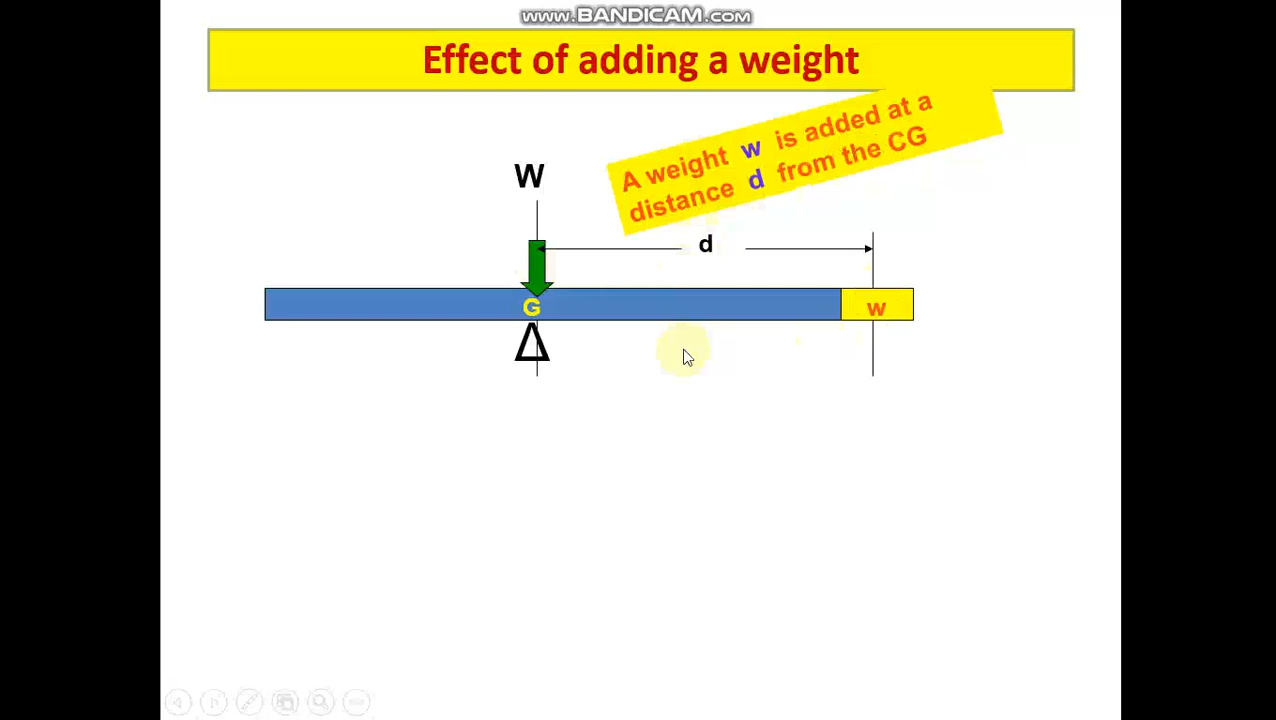 www.BANDICAM.com
Effect of adding a weight
A weight w is added at a
distance d from the CG
W
d
G
w
Δ